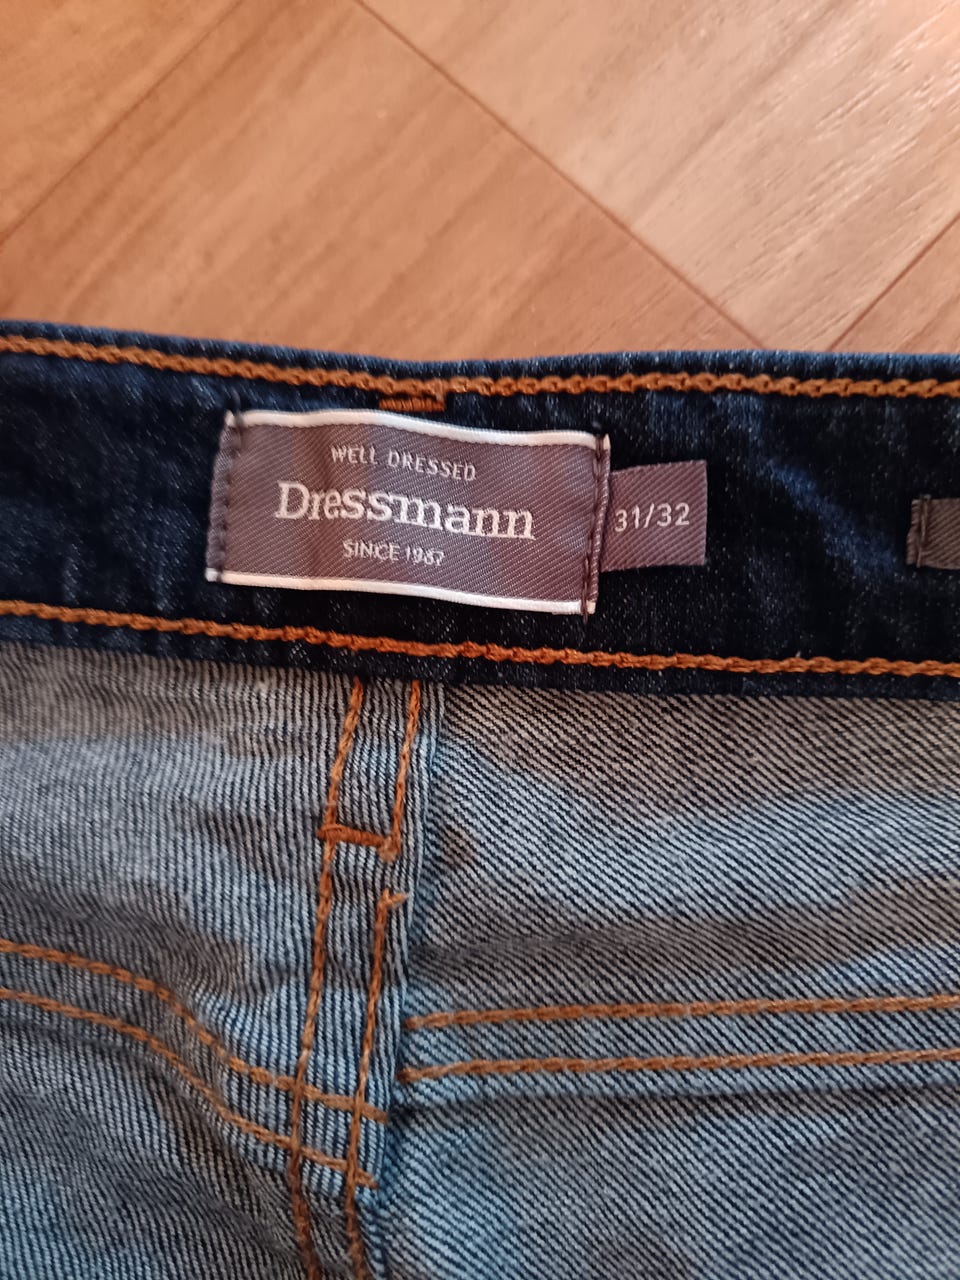 WELL DRESSED
Dressmann
SINCE 1967
31/32